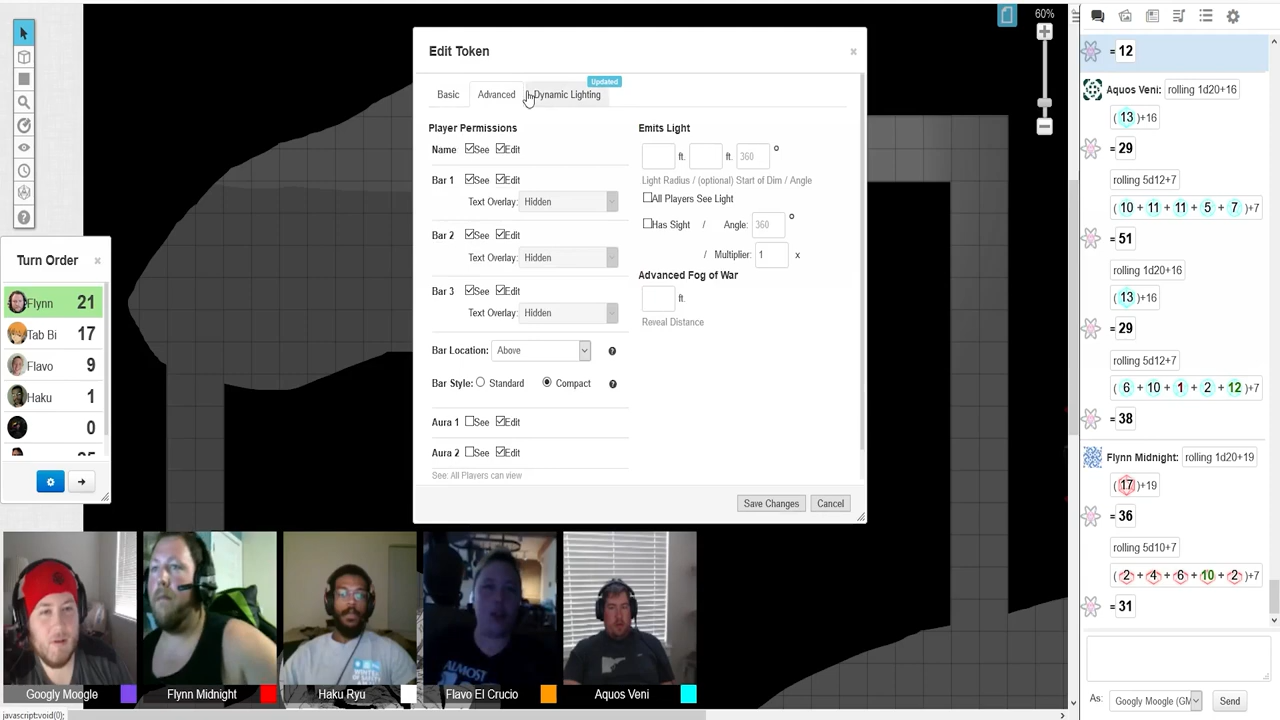 60%
Edit Token
×
Updated
Basic
Advanced
Dynamic Lighting
Player Permissions
Name See Edit
Bar 1 See Edit
Text Overlay: Hidden
Bar 2 See Edit
Text Overlay: Hidden
Bar 3 See Edit
Text Overlay: Hidden
Bar Location: Above ?
Bar Style: Standard Compact ?
Aura 1 See Edit
Aura 2 See Edit
See: All Players can view
Emits Light
ft. ft. 360 °
Light Radius / (optional) Start of Dim / Angle
All Players See Light
Has Sight / Angle: 360 °
/ Multiplier: 1 x
Advanced Fog of War
ft.
Reveal Distance
Save Changes
Cancel
Turn Order ×
Flynn 21
Tab Bi 17
Flavo 9
Haku 1
0
= 12
Aquos Veni: rolling 1d20+16
(13)+16
= 29
rolling 5d12+7
(10 + 11 + 11 + 5 + 7)+7
= 51
rolling 1d20+16
(13)+16
= 29
rolling 5d12+7
(6 + 10 + 1 + 2 + 12)+7
= 38
Flynn Midnight: rolling 1d20+19
(17)+19
= 36
rolling 5d10+7
(2 + 4 + 6 + 10 + 2)+7
= 31
As: Googly Moogle (GM
Send
Googly Moogle
Flynn Midnight
Haku Ryu
ALMOST
Flavo El Crucio
Aquos Veni
javascript:void(0);